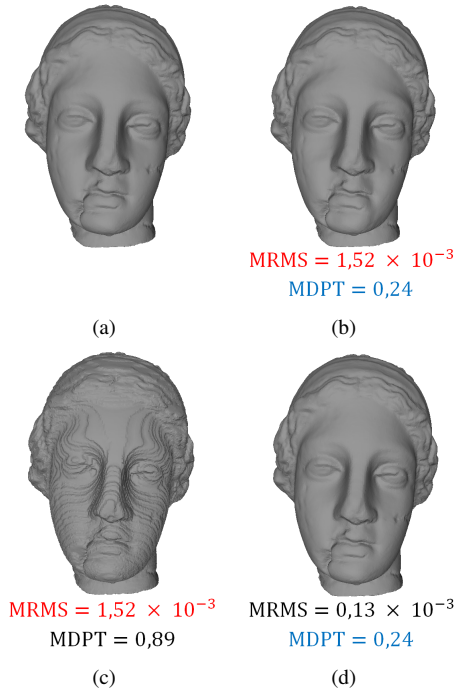 MRMS = 1,52 × 10⁻³
MDPT = 0,24
(a)
(b)
MRMS = 1,52 × 10⁻³
MDPT = 0,89
MRMS = 0,13 × 10⁻³
MDPT = 0,24
(c)
(d)